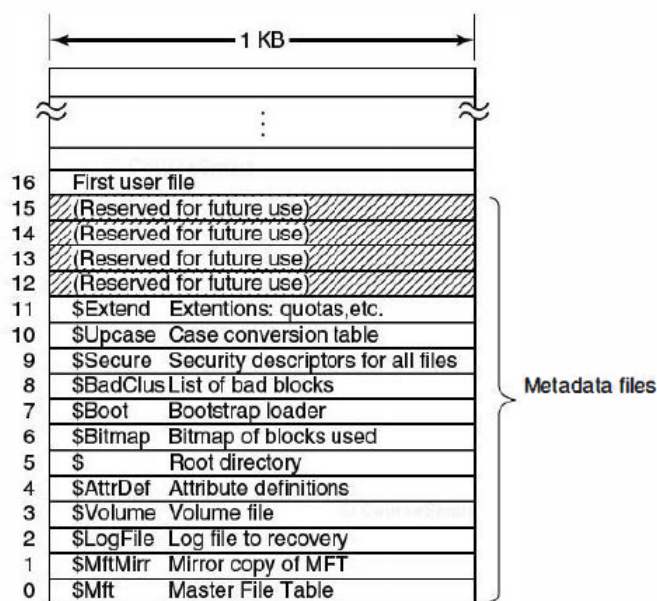 1 KB
16 First user file
15 (Reserved for future use)
14 (Reserved for future use)
13 (Reserved for future use)
12 (Reserved for future use)
11 $Extend Extentions: quotas,etc.
10 $Upcase Case conversion table
9 $Secure Security descriptors for all files
8 $BadClus List of bad blocks
Metadata files
7 $Boot Bootstrap loader
6 $Bitmap Bitmap of blocks used
5 $ Root directory
4 $AttrDef Attribute definitions
3 $Volume Volume file
2 $LogFile Log file to recovery
1 $MftMirr Mirror copy of MFT
0 $Mft Master File Table